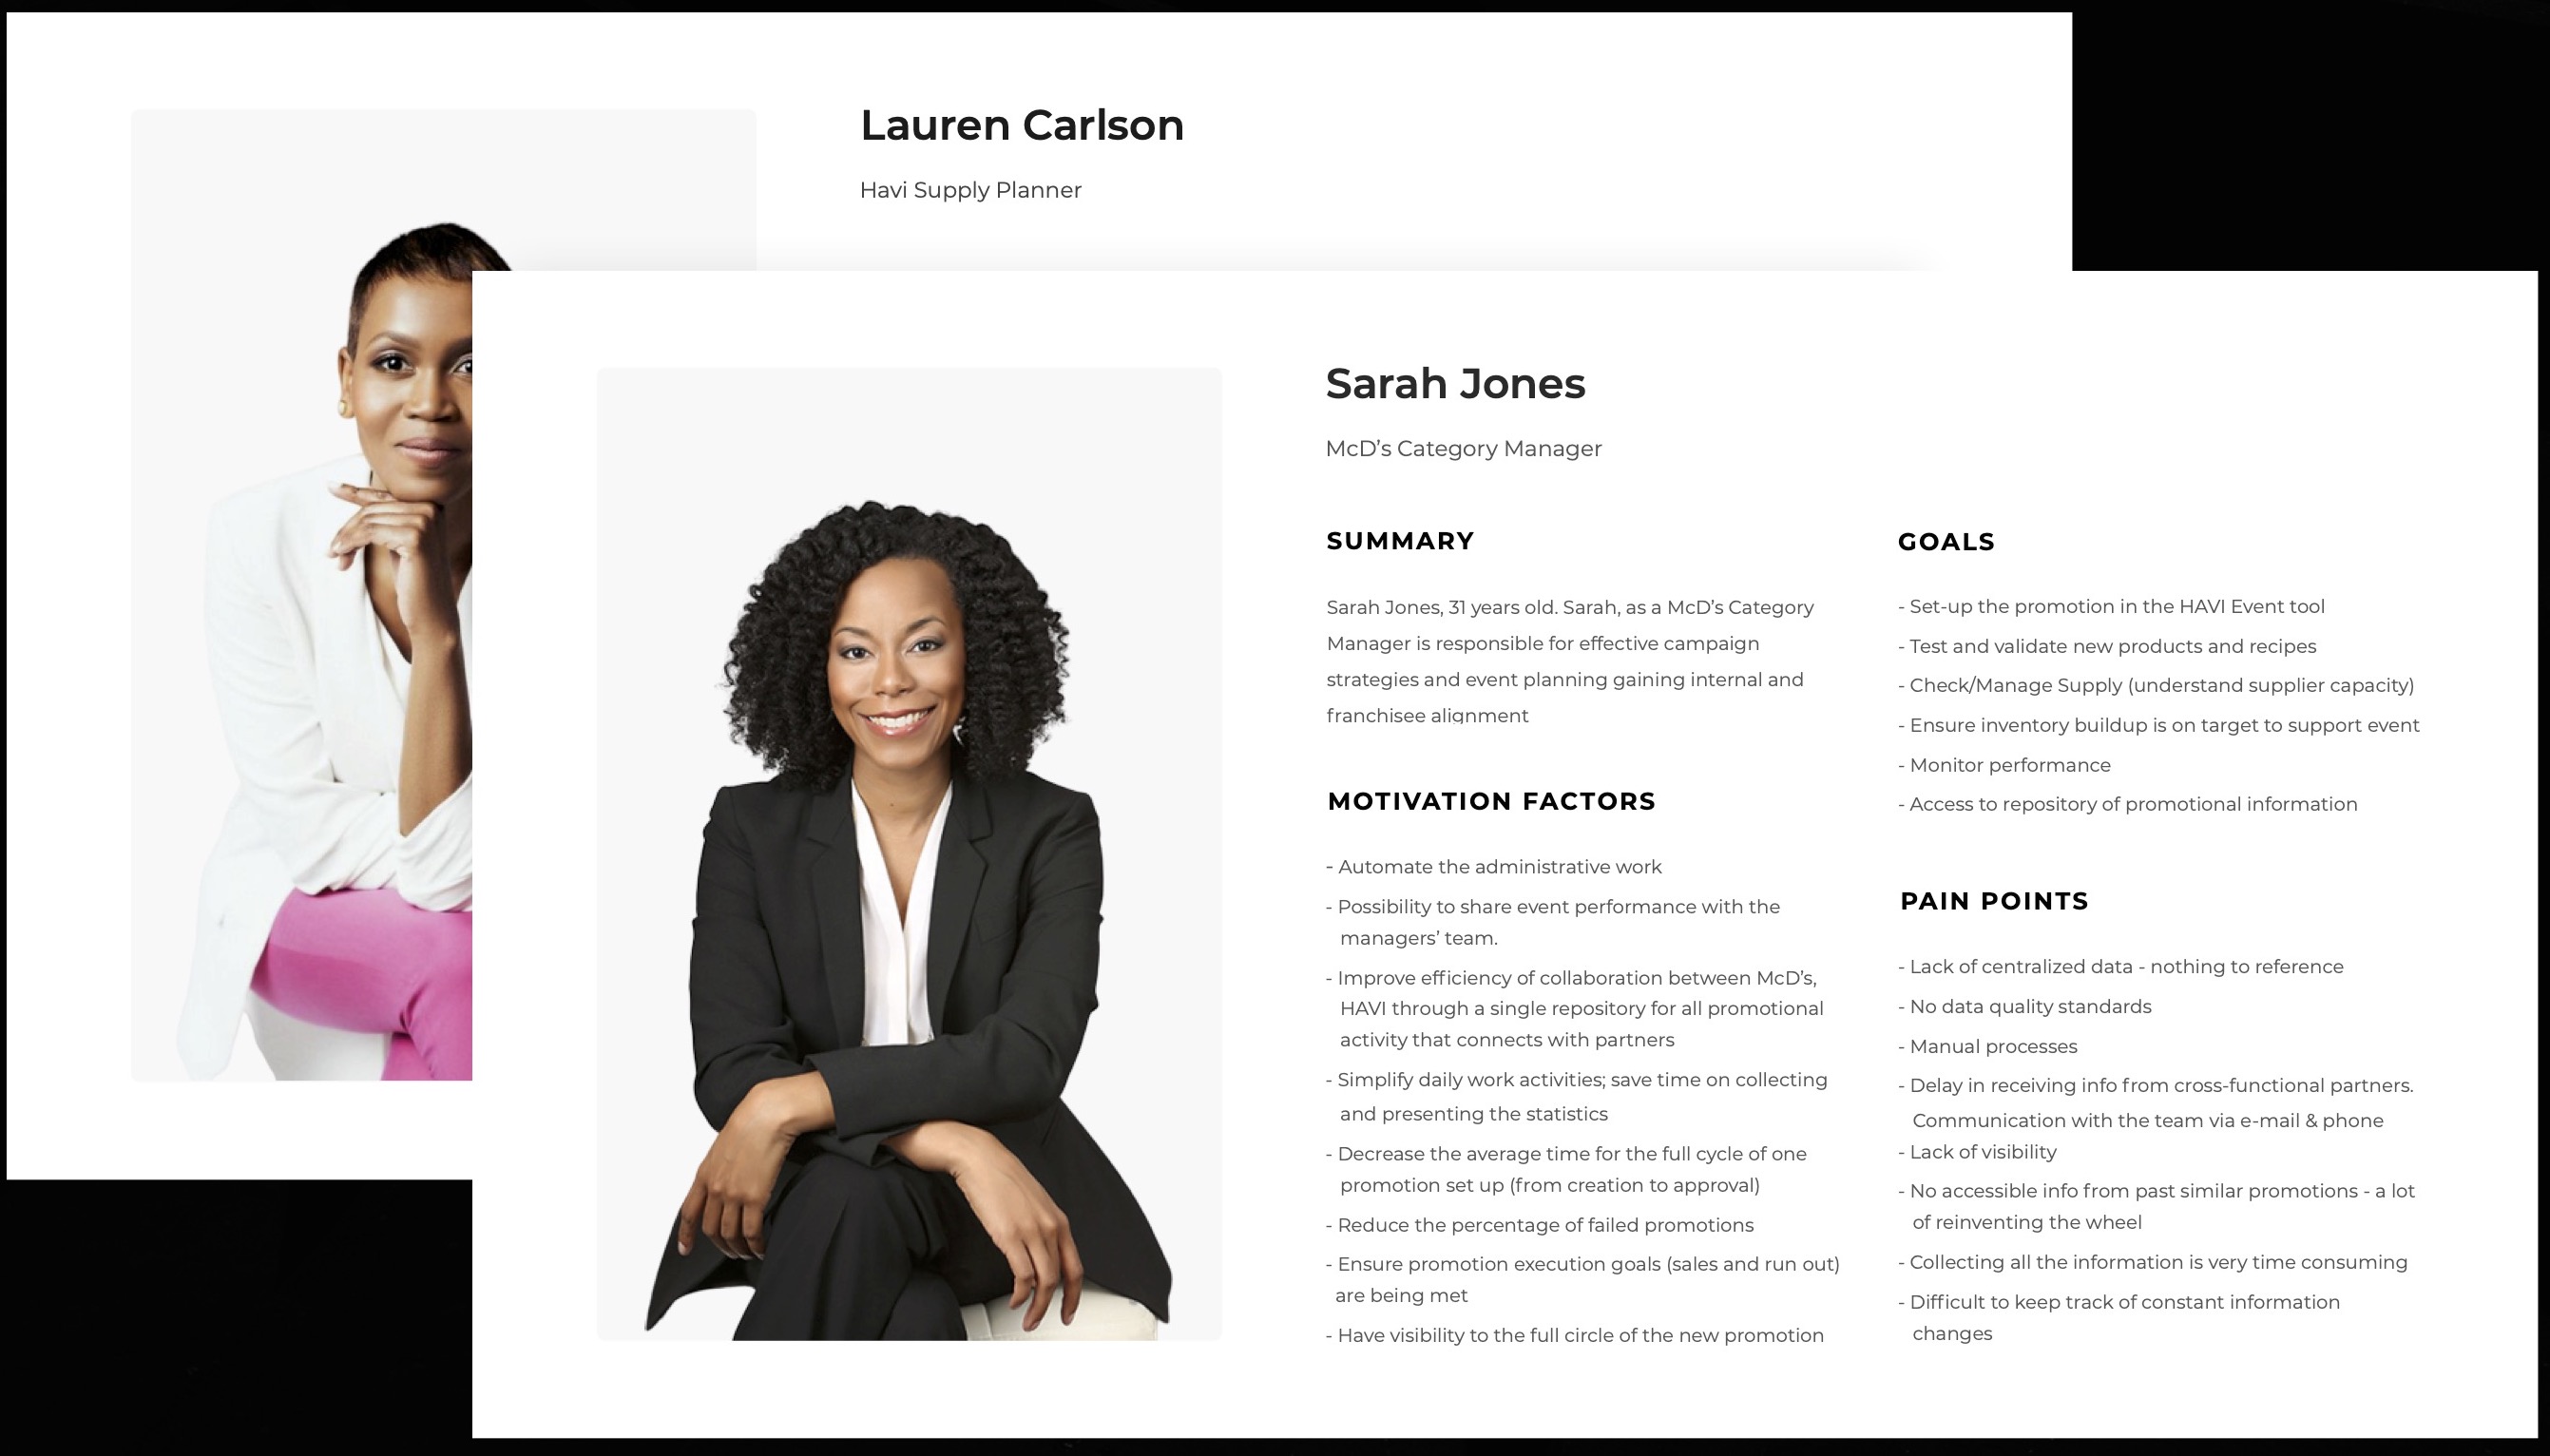 Lauren Carlson
Havi Supply Planner
Sarah Jones
McD’s Category Manager
SUMMARY
Sarah Jones, 31 years old. Sarah, as a McD’s Category
Manager is responsible for effective campaign
strategies and event planning gaining internal and
franchisee alignment
MOTIVATION FACTORS
- Automate the administrative work
- Possibility to share event performance with the
managers’ team.
- Improve efficiency of collaboration between McD’s,
HAVI through a single repository for all promotional
activity that connects with partners
- Simplify daily work activities; save time on collecting
and presenting the statistics
- Decrease the average time for the full cycle of one
promotion set up (from creation to approval)
- Reduce the percentage of failed promotions
- Ensure promotion execution goals (sales and run out)
are being met
- Have visibility to the full circle of the new promotion
GOALS
- Set-up the promotion in the HAVI Event tool
- Test and validate new products and recipes
- Check/Manage Supply (understand supplier capacity)
- Ensure inventory buildup is on target to support event
- Monitor performance
- Access to repository of promotional information
PAIN POINTS
- Lack of centralized data - nothing to reference
- No data quality standards
- Manual processes
- Delay in receiving info from cross-functional partners.
Communication with the team via e-mail & phone
- Lack of visibility
- No accessible info from past similar promotions - a lot
of reinventing the wheel
- Collecting all the information is very time consuming
- Difficult to keep track of constant information
changes